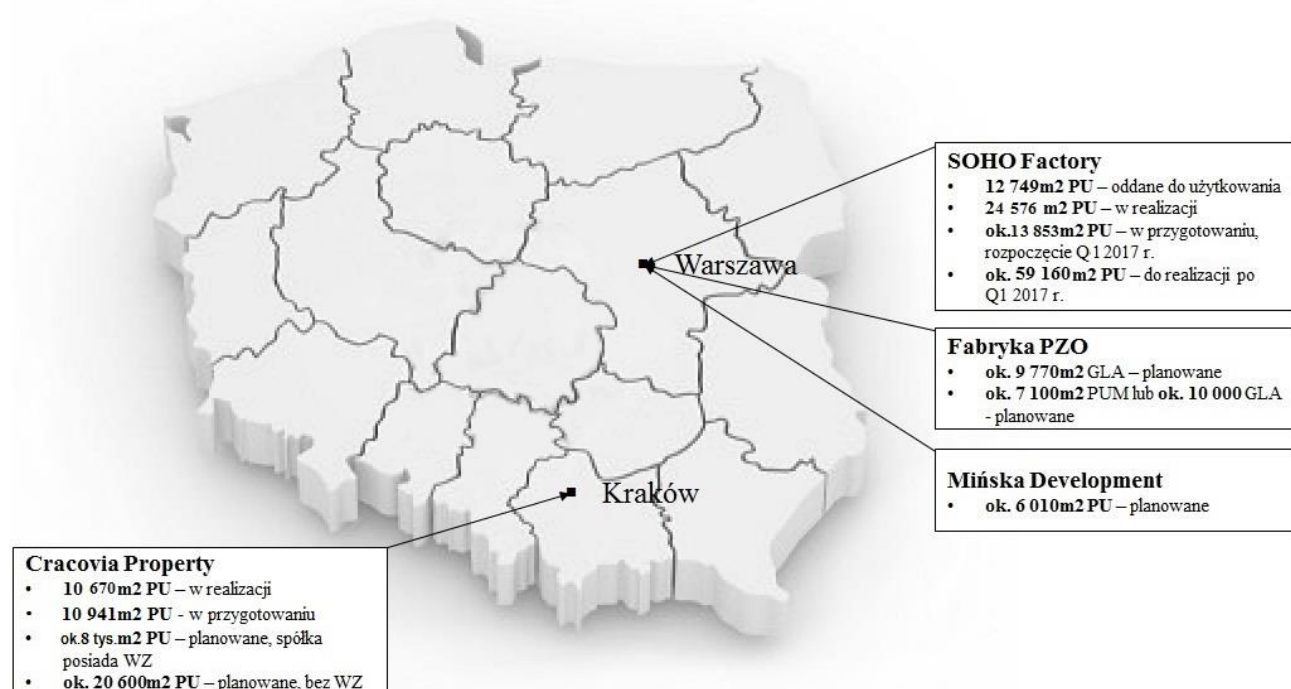 SOHO Factory
• 12 749m2 PU – oddane do użytkowania
• 24 576 m2 PU – w realizacji
• ok.13 853m2 PU – w przygotowaniu,
rozpoczęcie Q1 2017 r.
• ok. 59 160m2 PU – do realizacji po
Q1 2017 r.
Warszawa
Fabryka PZO
• ok. 9 770m2 GLA – planowane
• ok. 7 100m2 PUM lub ok. 10 000 GLA
- planowane
Mińska Development
• ok. 6 010m2 PU – planowane
Kraków
Cracovia Property
• 10 670m2 PU – w realizacji
• 10 941m2 PU - w przygotowaniu
• ok.8 tys.m2 PU – planowane, spółka
posiada WZ
• ok. 20 600m2 PU – planowane, bez WZ